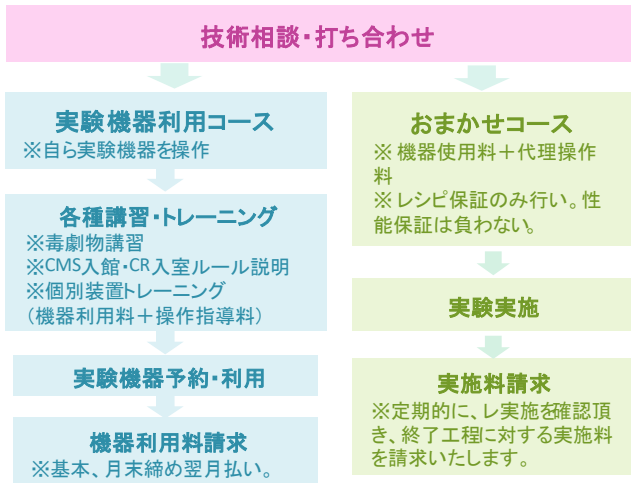 技術相談・打ち合わせ
実験機器利用コース
※自ら実験機器を操作
各種講習・トレーニング
※毒劇物講習
※CMS入館・CR入室ルール説明
※個別装置トレーニング
（機器利用料＋操作指導料）
実験機器予約・利用
機器利用料請求
※基本、月末締め翌月払い。
おまかせコース
※ 機器使用料＋代理操作
料
※ レシピ保証のみ行い。性
能保証は負わない。
実験実施
実施料請求
※定期的に、レ実施を確認頂
き、終了工程に対する実施料
を請求いたします。